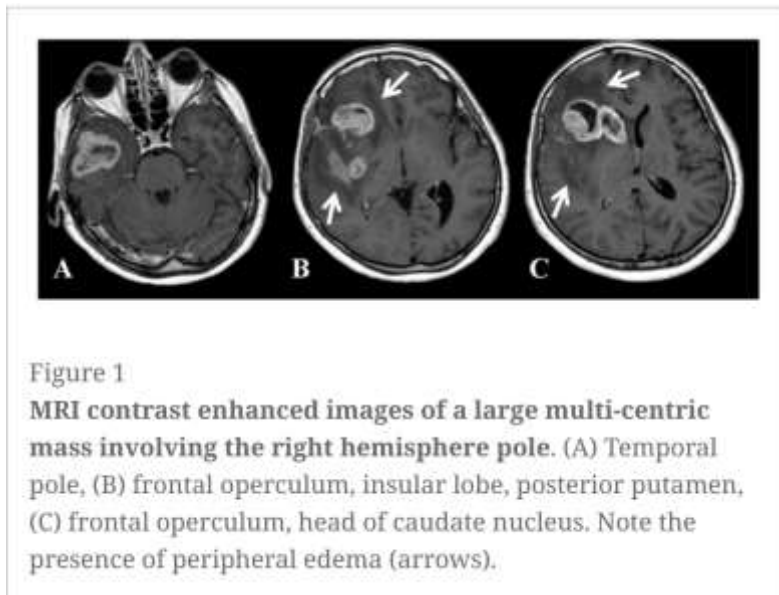 A
B
C
Figure 1
MRI contrast enhanced images of a large multi-centric
mass involving the right hemisphere pole. (A) Temporal
pole, (B) frontal operculum, insular lobe, posterior putamen,
(C) frontal operculum, head of caudate nucleus. Note the
presence of peripheral edema (arrows).